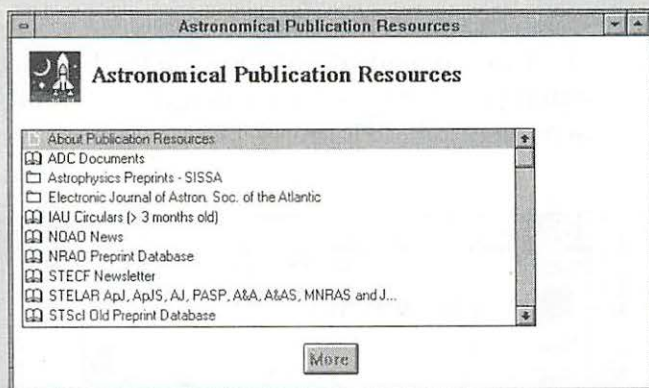 Astronomical Publication Resources
Astronomical Publication Resources
About Publication Resources
ADC Documents
Astrophysics Preprints - SISSA
Electronic Journal of Astron. Soc. of the Atlantic
IAU Circulars (> 3 months old)
NOAO News
NRAO Preprint Database
STECF Newsletter
STELAR ApJ, ApJS, AJ, PASP, A&A, A&AS, MNRAS and J...
STScI Old Preprint Database
More